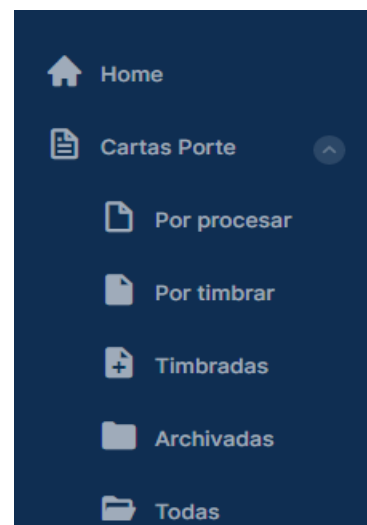 Home
Cartas Porte
Por procesar
Por timbrar
Timbradas
Archivadas
Todas